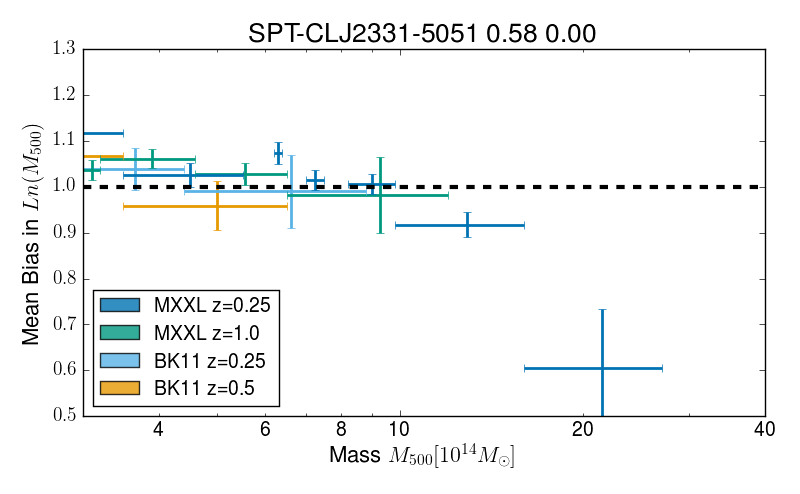 SPT-CLJ2331-5051 0.58 0.00
Mean Bias in Ln(M₅₀₀)
1.3
1.2
1.1
1.0
0.9
0.8
0.7
0.6
0.5
MXXL z=0.25
MXXL z=1.0
BK11 z=0.25
BK11 z=0.5
4 6 8 10 20 40
Mass M₅₀₀[10¹⁴M☉]